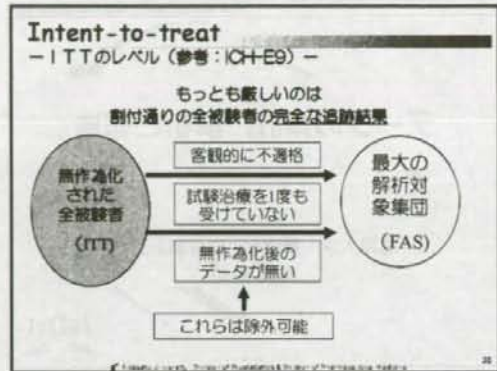 Intent-to-treat
－ＩＴＴのレベル（参考：ICH-E9）－
もっとも厳しいのは
割付通りの全被験者の完全な追跡結果
無作為化
された
全被験者
（ITT）
客観的に不適格
試験治療を1度も
受けていない
無作為化後の
データが無い
これらは除外可能
最大の
解析対
象集団
（FAS）